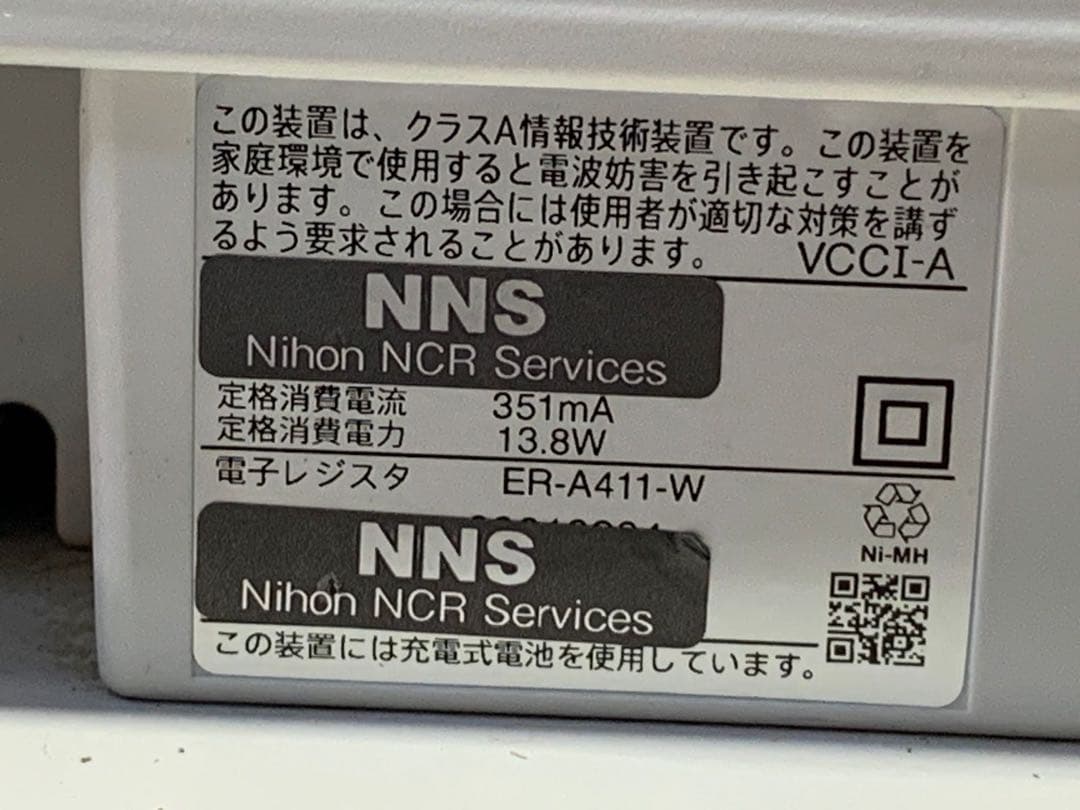 この装置は、クラスA情報技術装置です。この装置を
家庭環境で使用すると電波妨害を引き起こすことが
あります。この場合には使用者が適切な対策を講ず
るよう要求されることがあります。 VCCI-A
NNS
Nihon NCR Services
定格消費電流 351mA
定格消費電力 13.8W
電子レジスタ ER-A411-W
Ni-MH
NNS
Nihon NCR Services
この装置には充電式電池を使用しています。